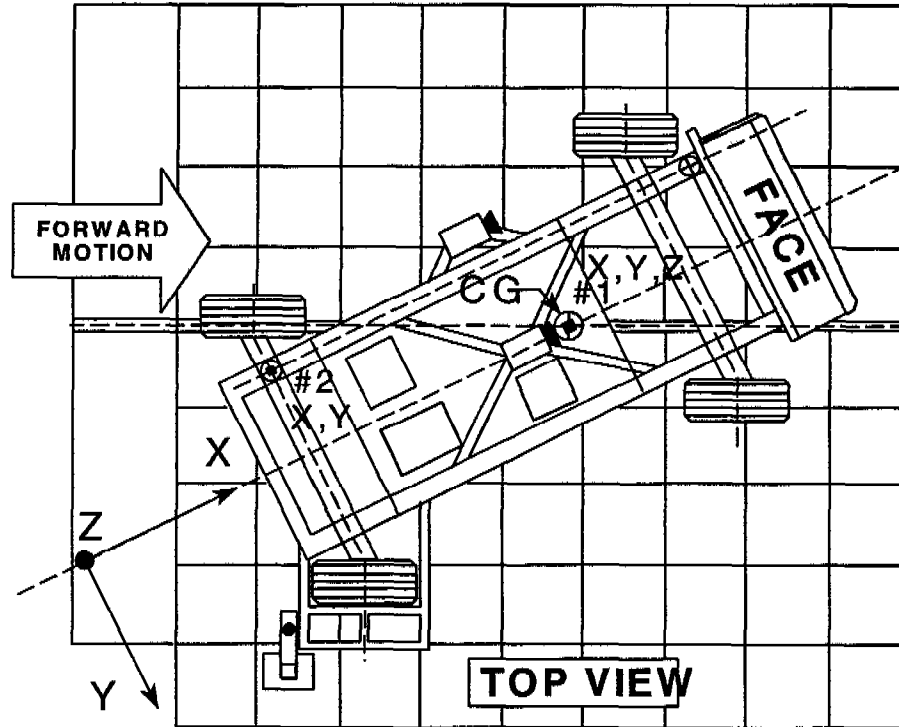 FACE
FORWARD
MOTION
X,Y,Z
CG
#1
#2
X,Y
X
Z
Y
TOP VIEW